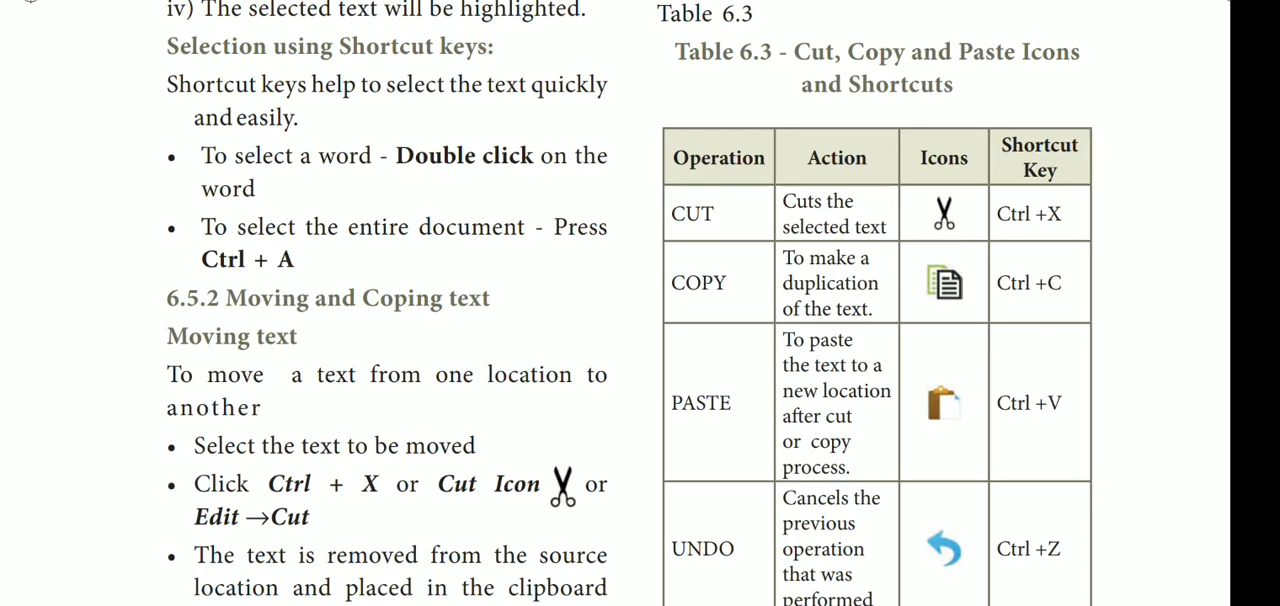 iv) The selected text will be highlighted.
Selection using Shortcut keys:
Shortcut keys help to select the text quickly
and easily.
• To select a word - Double click on the
word
• To select the entire document - Press
Ctrl + A
6.5.2 Moving and Coping text
Moving text
To move a text from one location to
another
• Select the text to be moved
• Click Ctrl + X or Cut Icon or
Edit →Cut
• The text is removed from the source
location and placed in the clipboard
Table 6.3
Table 6.3 - Cut, Copy and Paste Icons
and Shortcuts
Operation Action Icons Shortcut
Key
CUT Cuts the
selected text Ctrl +X
COPY To make a
duplication
of the text. Ctrl +C
PASTE To paste
the text to a
new location
after cut
or copy
process. Ctrl +V
UNDO Cancels the
previous
operation
that was
performed Ctrl +Z